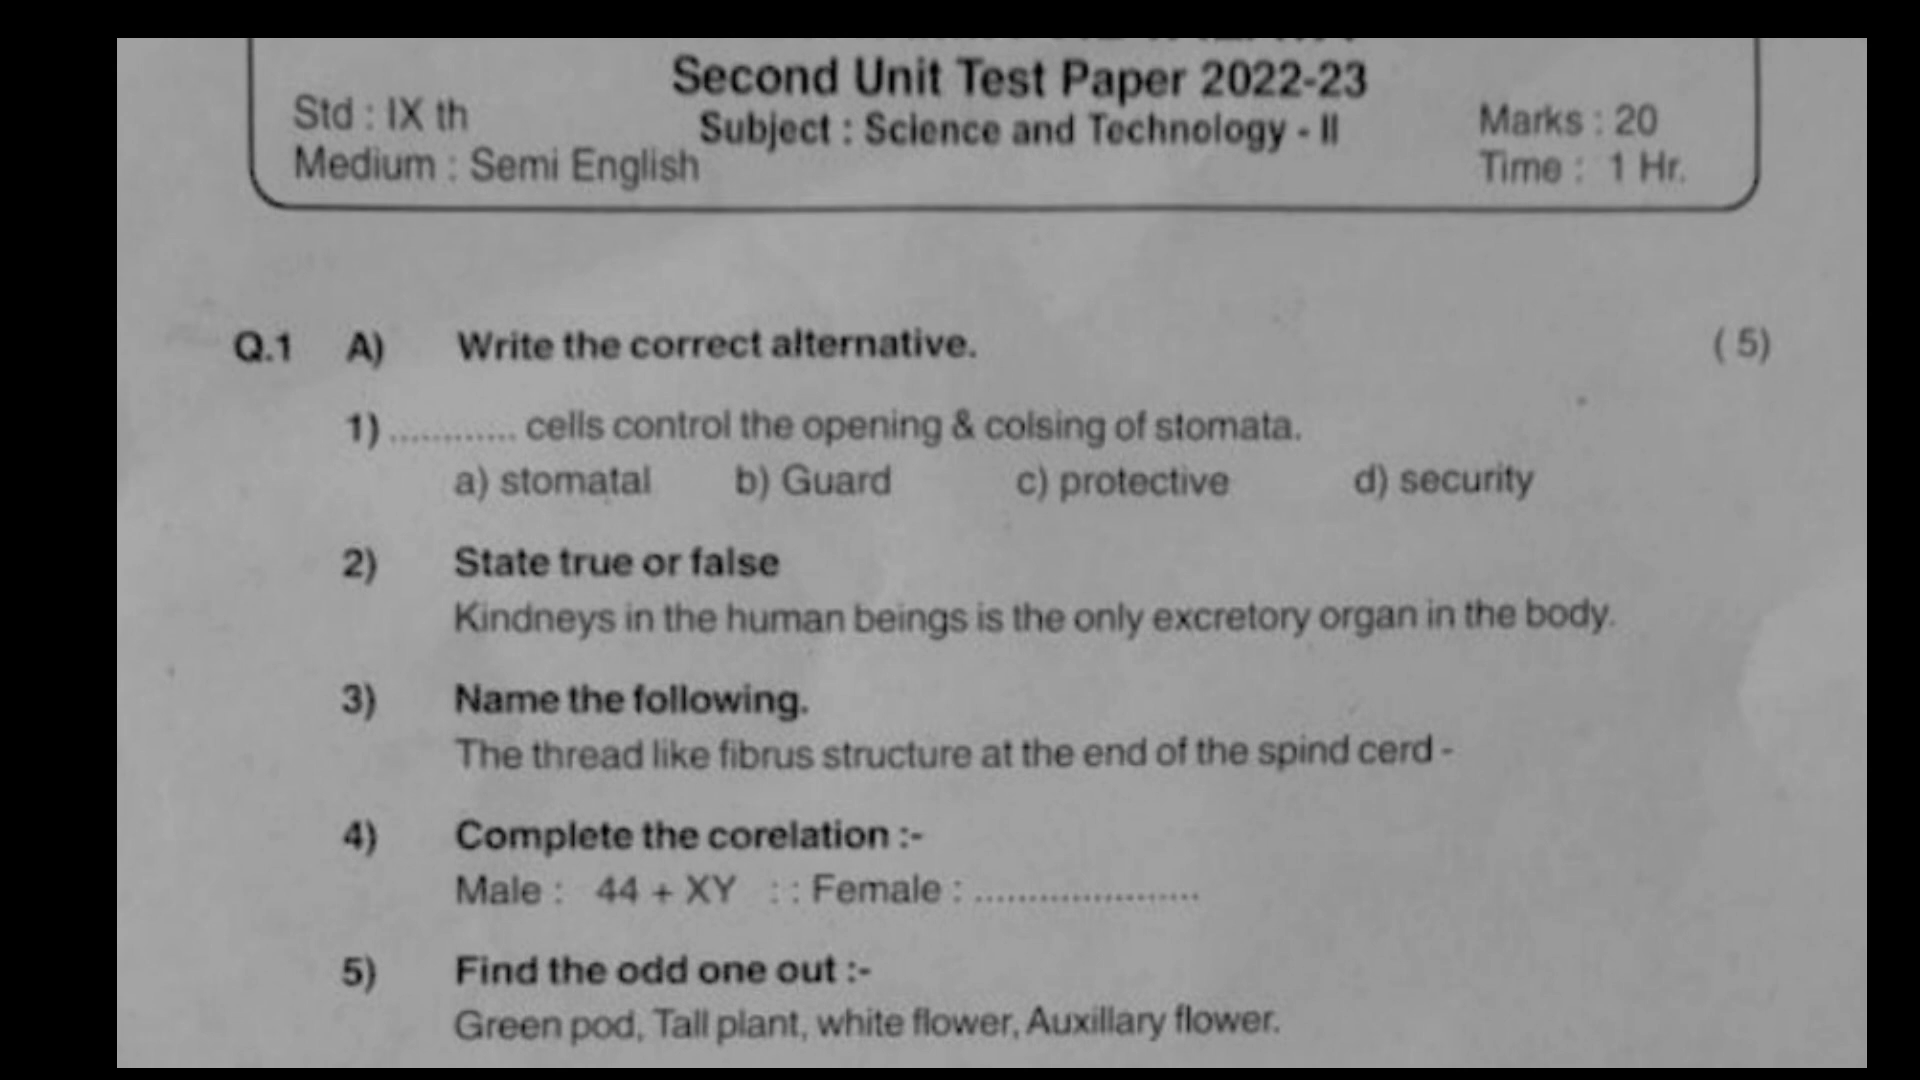 Second Unit Test Paper 2022-23
Std : IX th
Subject : Science and Technology - II
Marks : 20
Medium : Semi English
Time : 1 Hr.
Q.1 A) Write the correct alternative. ( 5)
1) ............ cells control the opening & colsing of stomata.
a) stomatal b) Guard c) protective d) security
2) State true or false
Kindneys in the human beings is the only excretory organ in the body.
3) Name the following.
The thread like fibrus structure at the end of the spind cerd -
4) Complete the corelation :-
Male : 44 + XY : : Female : .....................
5) Find the odd one out :-
Green pod, Tall plant, white flower, Auxillary flower.